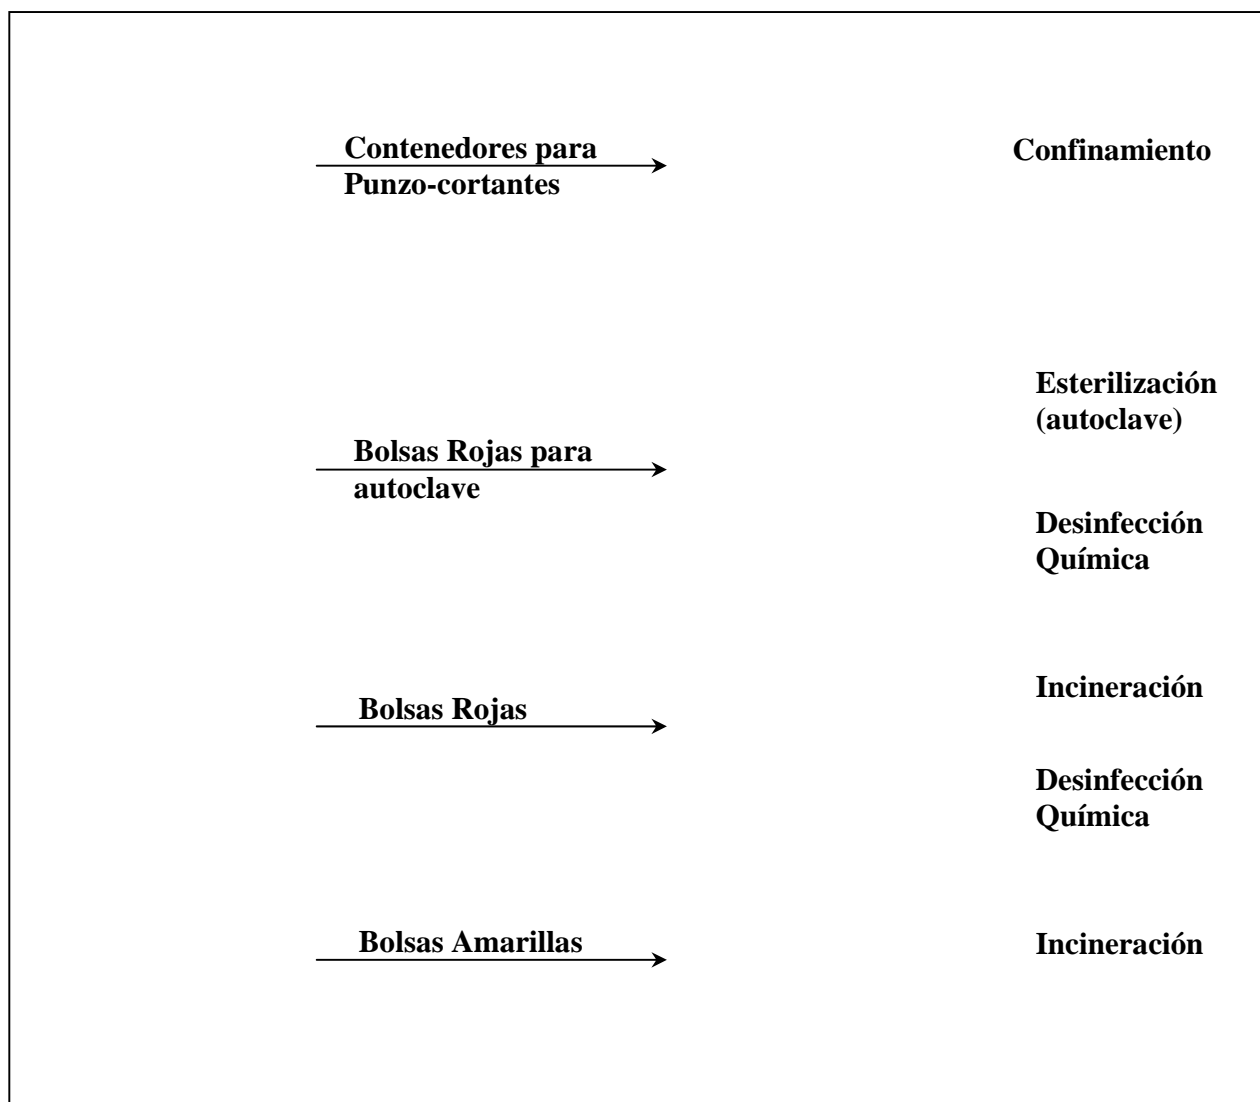 Contenedores para
Punzo-cortantes
Confinamiento
Bolsas Rojas para
autoclave
Esterilización
(autoclave)
Desinfección
Química
Bolsas Rojas
Incineración
Desinfección
Química
Bolsas Amarillas
Incineración